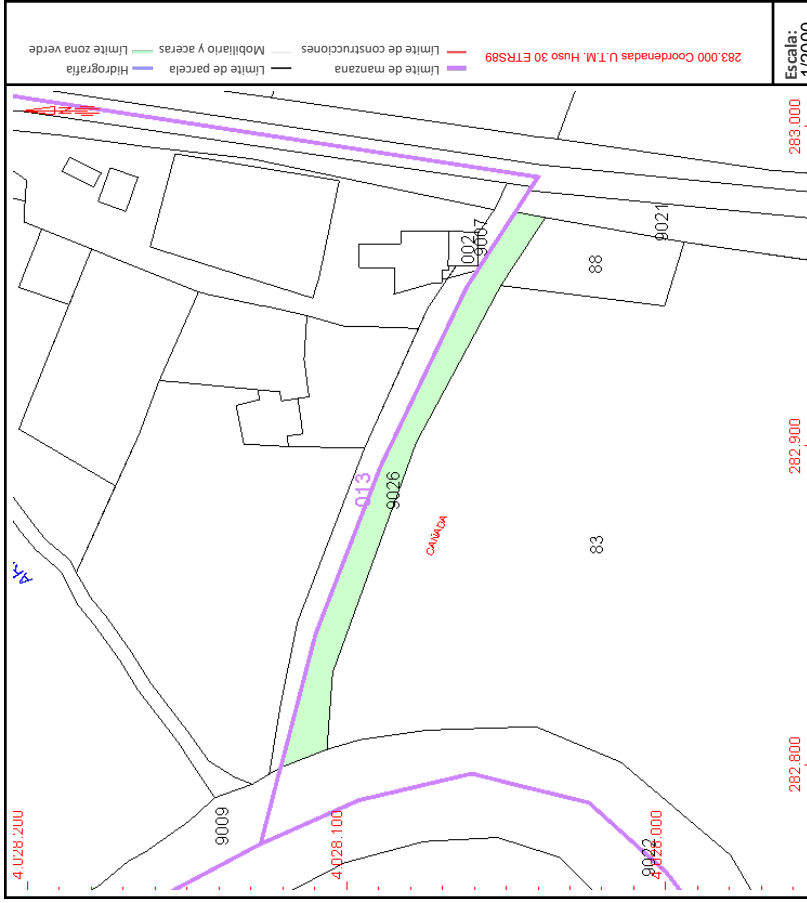 283.000 Coordenadas U.T.M. Huso 30 ETRS89
Límite de manzana
Límite de construcciones
Límite de parcela
Mobiliario y aceras
Hidrografía
Límite zona verde
Escala:
1/2000
283,000
282,900
282,800
4,028,200
4,028,100
4,028,000
9007
002
9021
88
013
9026
CAÑADA
83
9009
9022